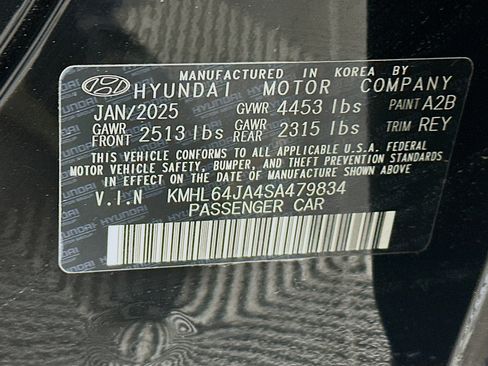 MANUFACTURED IN KOREA BY
HYUNDAI MOTOR COMPANY
JAN/2025 GVWR 4453 lbs PAINT A2B
GAWR FRONT 2513 lbs GAWR REAR 2315 lbs TRIM REY
THIS VEHICLE CONFORMS TO ALL APPLICABLE U.S.A. FEDERAL
MOTOR VEHICLE SAFETY, BUMPER, AND THEFT PREVENTION STANDARDS
IN EFFECT ON THE DATE OF MANUFACTURE SHOWN ABOVE.
V.I.N KMHL64JA4SA479834
PASSENGER CAR